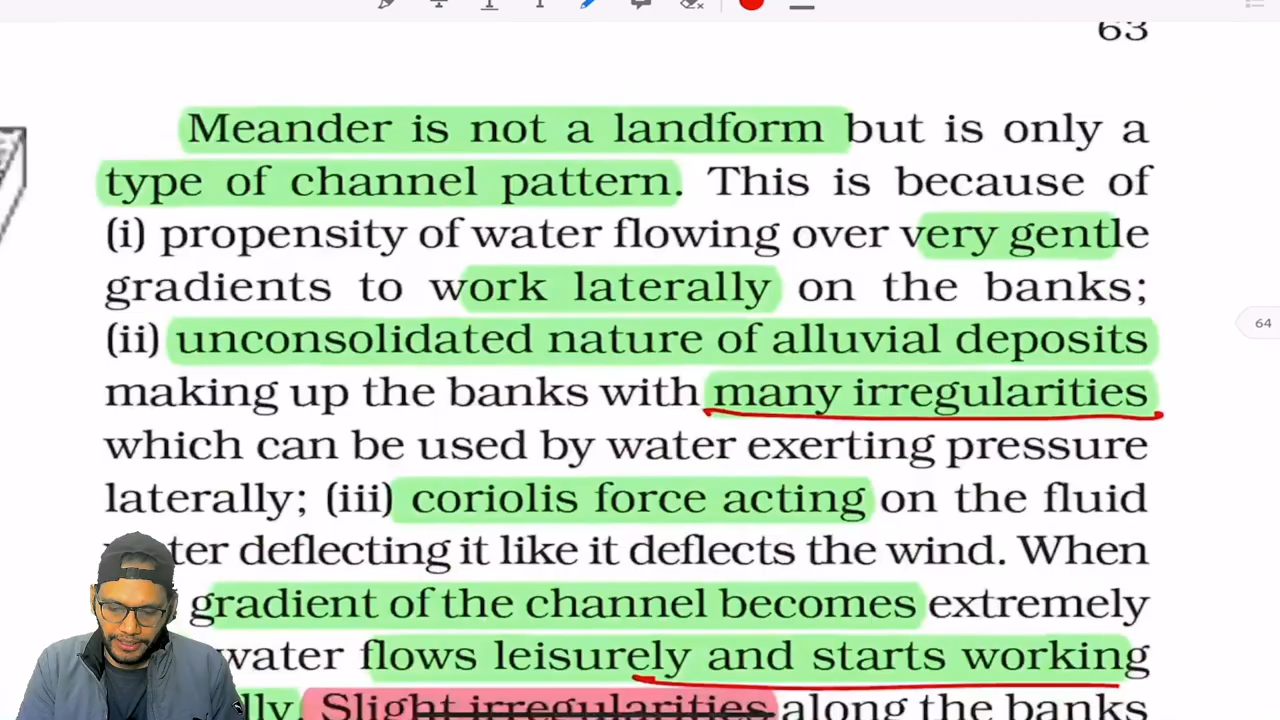 63
Meander is not a landform but is only a
type of channel pattern. This is because of
(i) propensity of water flowing over very gentle
gradients to work laterally on the banks;
(ii) unconsolidated nature of alluvial deposits
making up the banks with many irregularities
64
which can be used by water exerting pressure
laterally; (iii) coriolis force acting on the fluid
deflecting it like it deflects the wind. When
gradient of the channel becomes extremely
water flows leisurely and starts working
Slight irregularities along the banks